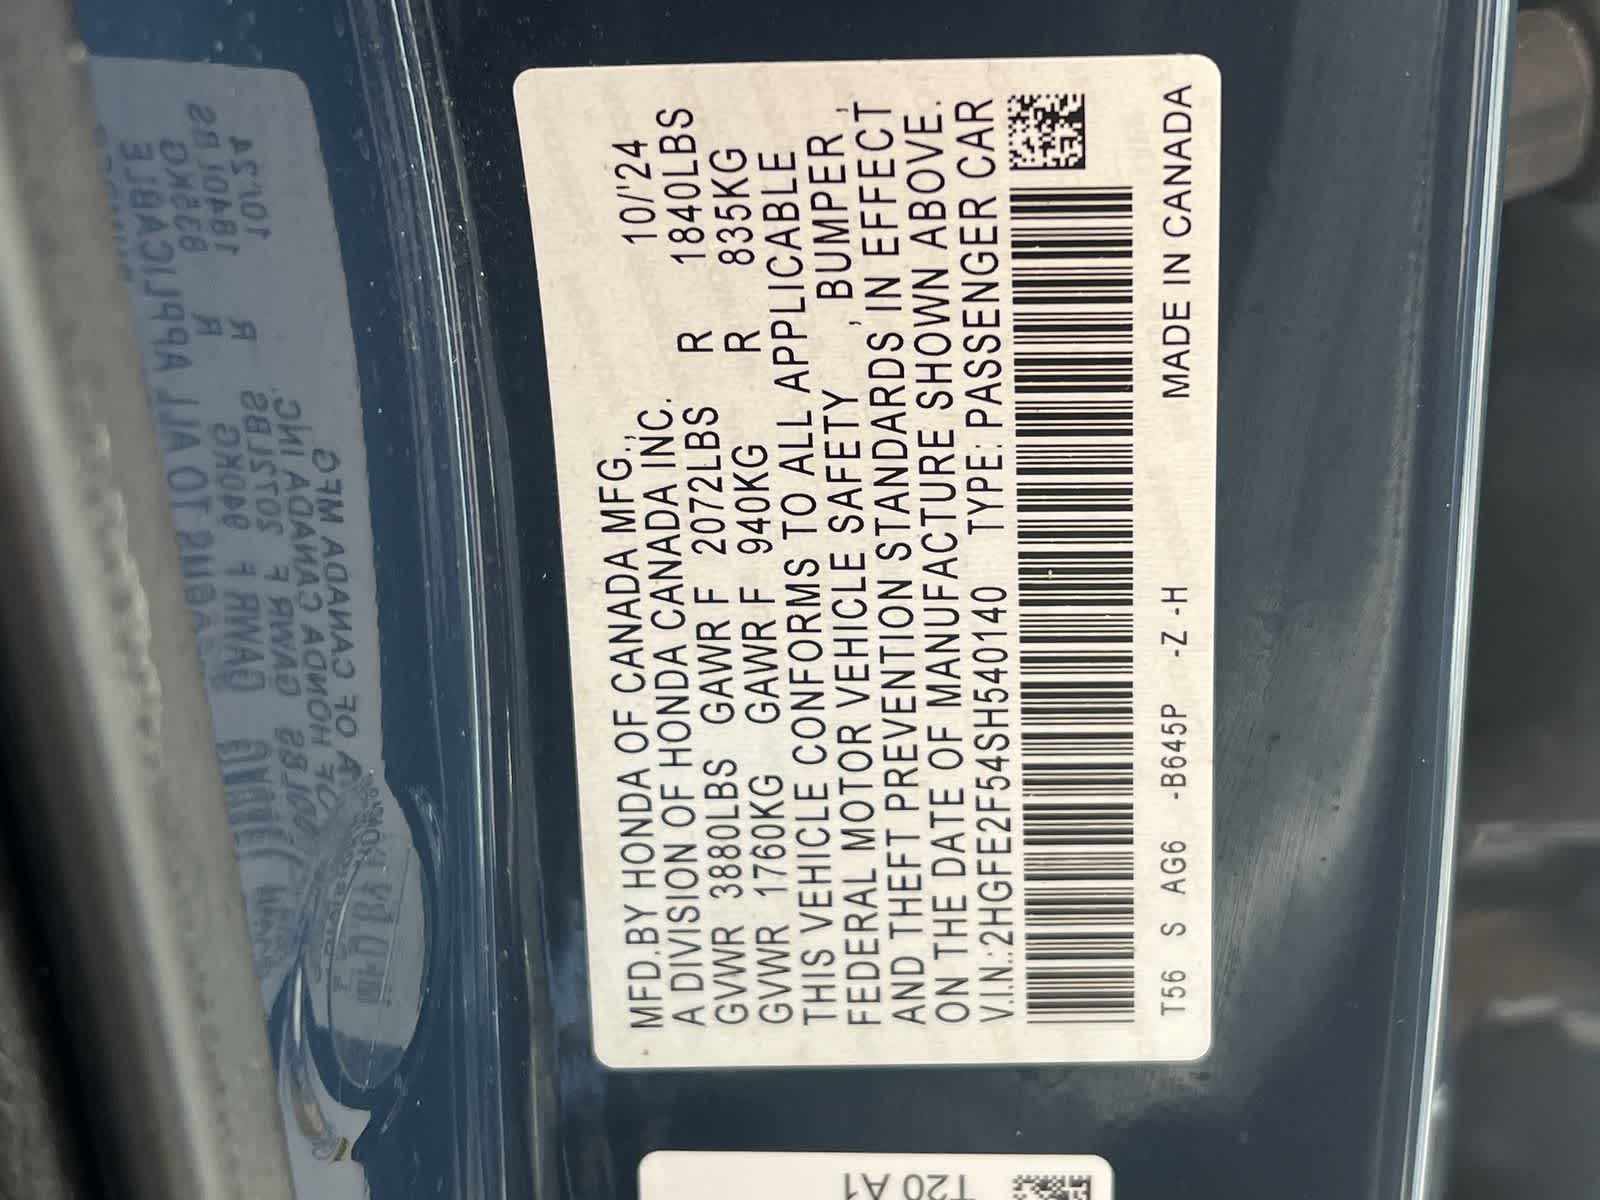 MFD.BY HONDA OF CANADA MFG., 10/'24
A DIVISION OF HONDA CANADA INC.
GVWR 3880LBS GAWR F 2072LBS R 1840LBS
GVWR 1760KG GAWR F 940KG R 835KG
THIS VEHICLE CONFORMS TO ALL APPLICABLE
FEDERAL MOTOR VEHICLE SAFETY, BUMPER,
AND THEFT PREVENTION STANDARDS IN EFFECT
ON THE DATE OF MANUFACTURE SHOWN ABOVE.
V.I.N.:2HGFE2F54SH540140 TYPE: PASSENGER CAR
T56 S AG6 -B645P -Z -H MADE IN CANADA
T20 A1